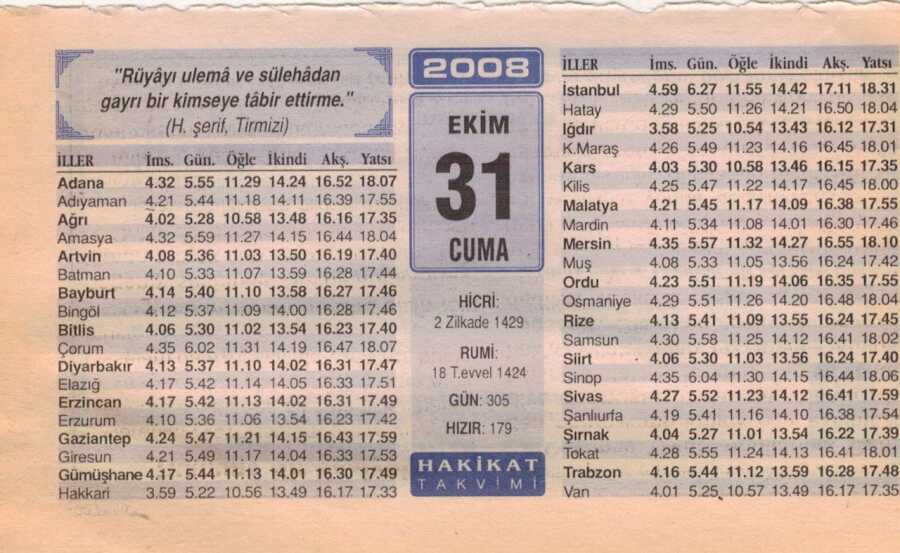 "Rüyâyı ulemâ ve sülehâdan
gayrı bir kimseye tâbir ettirme."
(H. şerif, Tirmizi)
İLLER İms. Gün. Öğle İkindi Akş. Yatsı
Adana 4.32 5.55 11.29 14.24 16.52 18.07
Adıyaman 4.21 5.44 11.18 14.11 16.39 17.55
Ağrı 4.02 5.28 10.58 13.48 16.16 17.35
Amasya 4.32 5.59 11.27 14.15 16.44 18.04
Artvin 4.08 5.36 11.03 13.50 16.19 17.40
Batman 4.10 5.33 11.07 13.59 16.28 17.44
Bayburt 4.14 5.40 11.10 13.58 16.27 17.46
Bingöl 4.12 5.37 11.09 14.00 16.28 17.46
Bitlis 4.06 5.30 11.02 13.54 16.23 17.40
Çorum 4.35 6.02 11.31 14.19 16.47 18.07
Diyarbakır 4.13 5.37 11.10 14.02 16.31 17.47
Elazığ 4.17 5.42 11.14 14.05 16.33 17.51
Erzincan 4.17 5.42 11.13 14.02 16.31 17.49
Erzurum 4.10 5.36 11.06 13.54 16.23 17.42
Gaziantep 4.24 5.47 11.21 14.15 16.43 17.59
Giresun 4.21 5.49 11.17 14.04 16.33 17.53
Gümüşhane 4.17 5.44 11.13 14.01 16.30 17.49
Hakkari 3.59 5.22 10.56 13.49 16.17 17.33
2008
EKİM
31
CUMA
HİCRİ:
2 Zilkade 1429
RUMİ:
18 T.evvel 1424
GÜN: 305
HIZIR: 179
HAKİKAT
TAKVİMİ
İLLER İms. Gün. Öğle İkindi Akş. Yatsı
İstanbul 4.59 6.27 11.55 14.42 17.11 18.31
Hatay 4.29 5.50 11.26 14.21 16.50 18.04
Iğdır 3.58 5.25 10.54 13.43 16.12 17.31
K.Maraş 4.26 5.49 11.23 14.16 16.45 18.01
Kars 4.03 5.30 10.58 13.46 16.15 17.35
Kilis 4.25 5.47 11.22 14.17 16.45 18.00
Malatya 4.21 5.45 11.17 14.09 16.38 17.55
Mardin 4.11 5.34 11.08 14.01 16.30 17.46
Mersin 4.35 5.57 11.32 14.27 16.55 18.10
Muş 4.08 5.33 11.05 13.56 16.24 17.42
Ordu 4.23 5.51 11.19 14.06 16.35 17.55
Osmaniye 4.29 5.51 11.26 14.20 16.48 18.04
Rize 4.13 5.41 11.09 13.55 16.24 17.45
Samsun 4.30 5.58 11.25 14.12 16.41 18.02
Siirt 4.06 5.30 11.03 13.56 16.24 17.40
Sinop 4.35 6.04 11.30 14.15 16.44 18.06
Sivas 4.27 5.52 11.23 14.12 16.41 17.59
Şanlıurfa 4.19 5.41 11.16 14.10 16.38 17.54
Şırnak 4.04 5.27 11.01 13.54 16.22 17.39
Tokat 4.28 5.55 11.24 14.13 16.41 18.01
Trabzon 4.16 5.44 11.12 13.59 16.28 17.48
Van 4.01 5.25 10.57 13.49 16.17 17.35